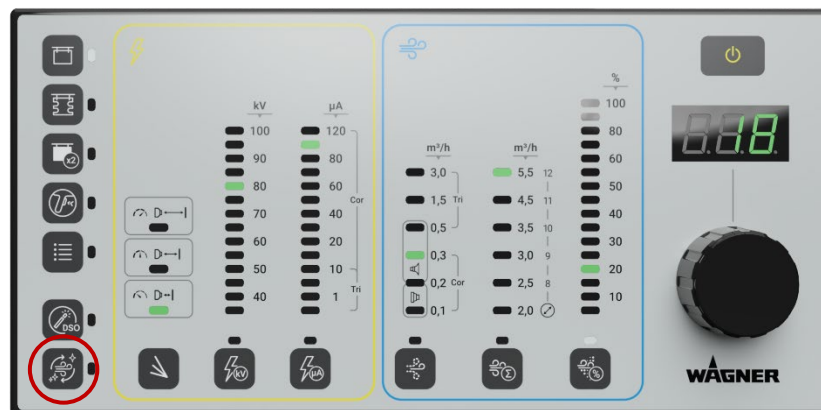 kV
100
90
80
70
60
50
40
µA
120
80
60
40
20
10
1
Cor
Tri
m³/h
3,0
1,5
0,5
0,3
0,2
0,1
Tri
Cor
m³/h
5,5 12
4,5 11
3,5 10
3,0 9
2,5 8
2,0
%
100
80
60
50
40
30
20
10
x2
DSO
kV
µA
Σ
%
18
WAGNER